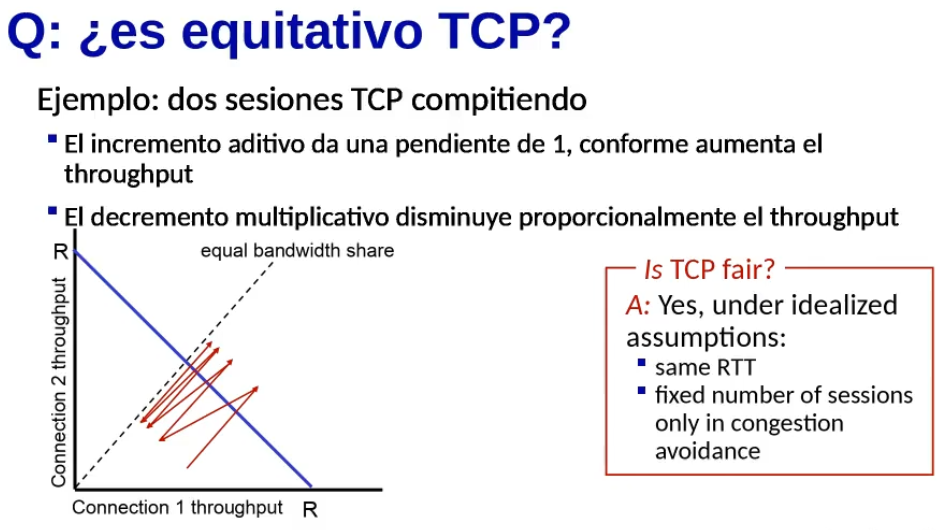 Q: ¿es equitativo TCP?
Ejemplo: dos sesiones TCP compitiendo
El incremento aditivo da una pendiente de 1, conforme aumenta el
throughput
El decremento multiplicativo disminuye proporcionalmente el throughput
R
equal bandwidth share
Connection 2 throughput
Connection 1 throughput
R
Is TCP fair?
A: Yes, under idealized
assumptions:
same RTT
fixed number of sessions
only in congestion
avoidance